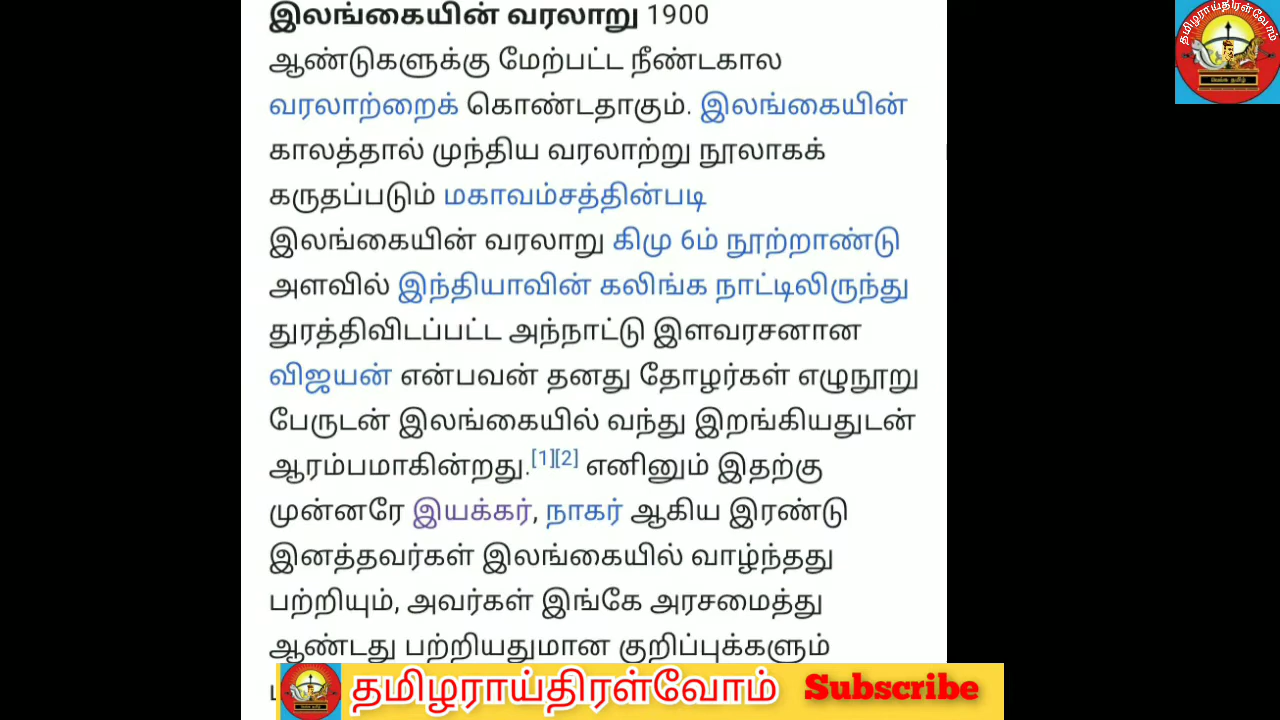 இலங்கையின் வரலாறு 1900
ஆண்டுகளுக்கு மேற்பட்ட நீண்டகால
வரலாற்றைக் கொண்டதாகும். இலங்கையின்
காலத்தால் முந்திய வரலாற்று நூலாகக்
கருதப்படும் மகாவம்சத்தின்படி
இலங்கையின் வரலாறு கிமு 6ம் நூற்றாண்டு
அளவில் இந்தியாவின் கலிங்க நாட்டிலிருந்து
துரத்திவிடப்பட்ட அந்நாட்டு இளவரசனான
விஜயன் என்பவன் தனது தோழர்கள் எழுநூறு
பேருடன் இலங்கையில் வந்து இறங்கியதுடன்
ஆரம்பமாகின்றது.[1][2] எனினும் இதற்கு
முன்னரே இயக்கர், நாகர் ஆகிய இரண்டு
இனத்தவர்கள் இலங்கையில் வாழ்ந்தது
பற்றியும், அவர்கள் இங்கே அரசமைத்து
ஆண்டது பற்றியதுமான குறிப்புக்களும்
தமிழராய்திரள்வோம் Subscribe
தமிழராய்திரள்வோம்
வெல்க தமிழ்